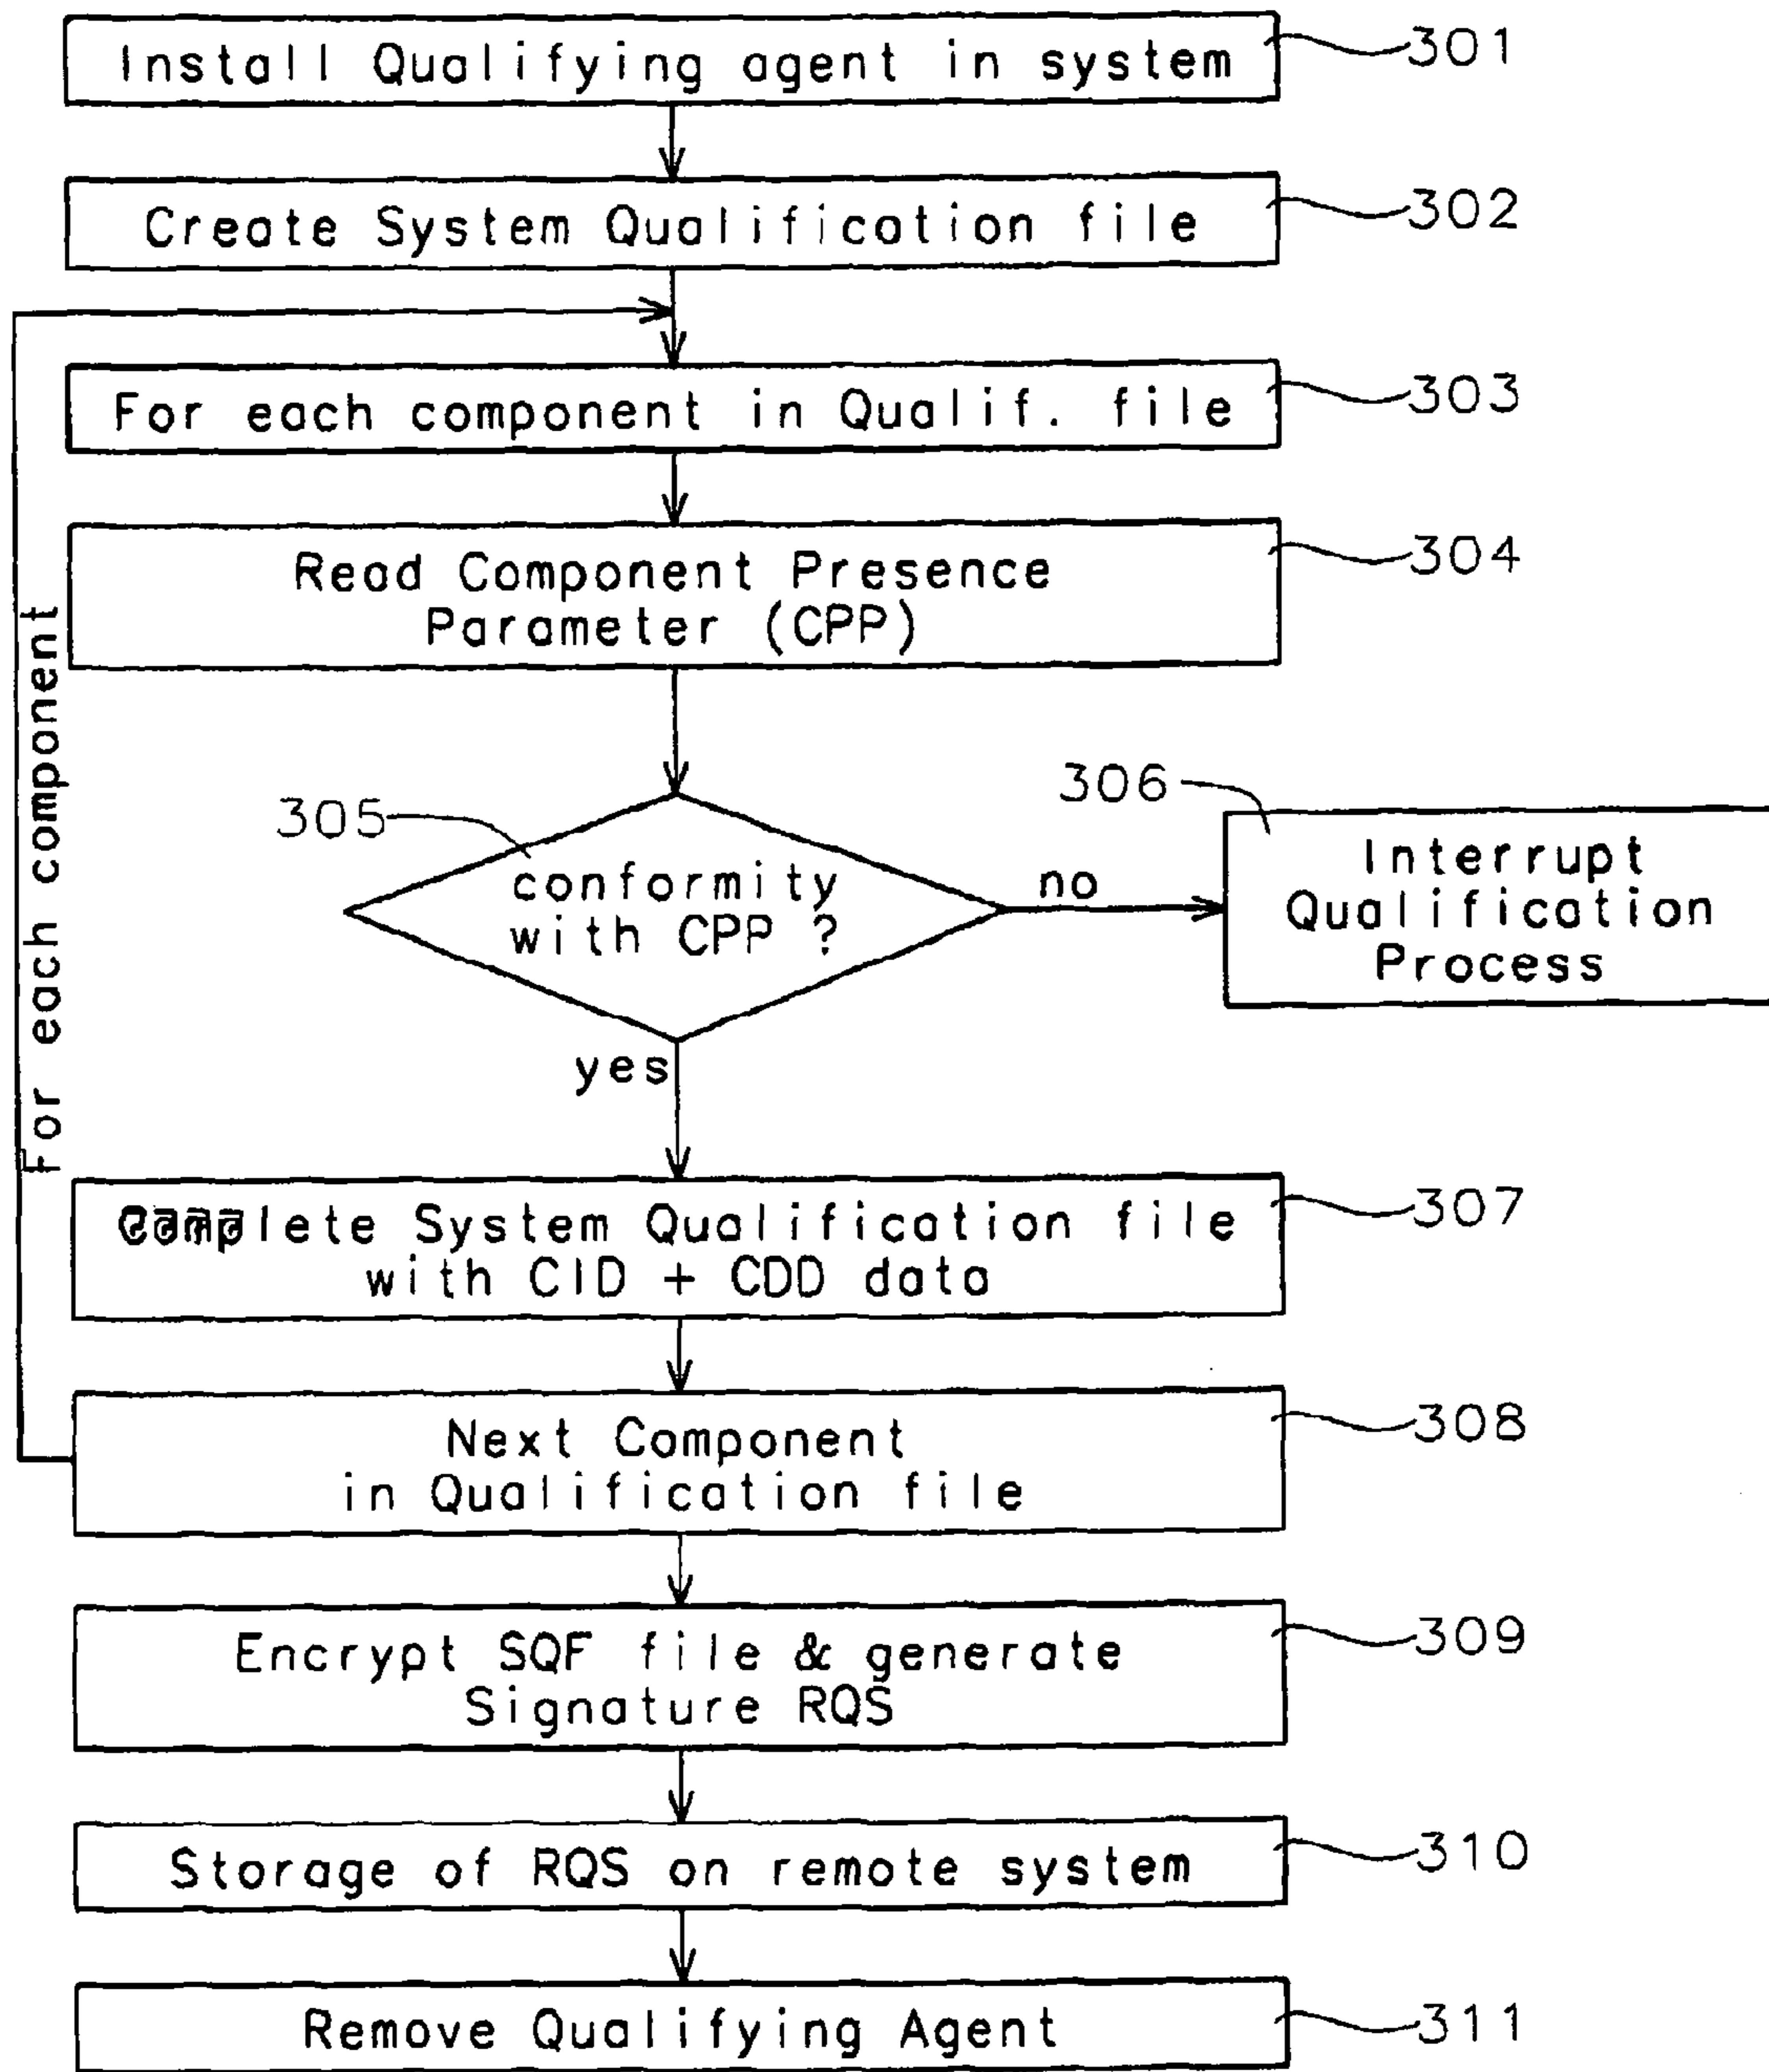 Install Qualifying agent in system
301
Create System Qualification file
302
For each component in Qualif. file
303
Read Component Presence
Parameter (CPP)
304
For each component
305
conformity
with CPP ?
no
306
Interrupt
Qualification
Process
yes
Complete System Qualification file
with CID + CDD data
307
Next Component
in Qualification file
308
Encrypt SQF file & generate
Signature RQS
309
Storage of RQS on remote system
310
Remove Qualifying Agent
311